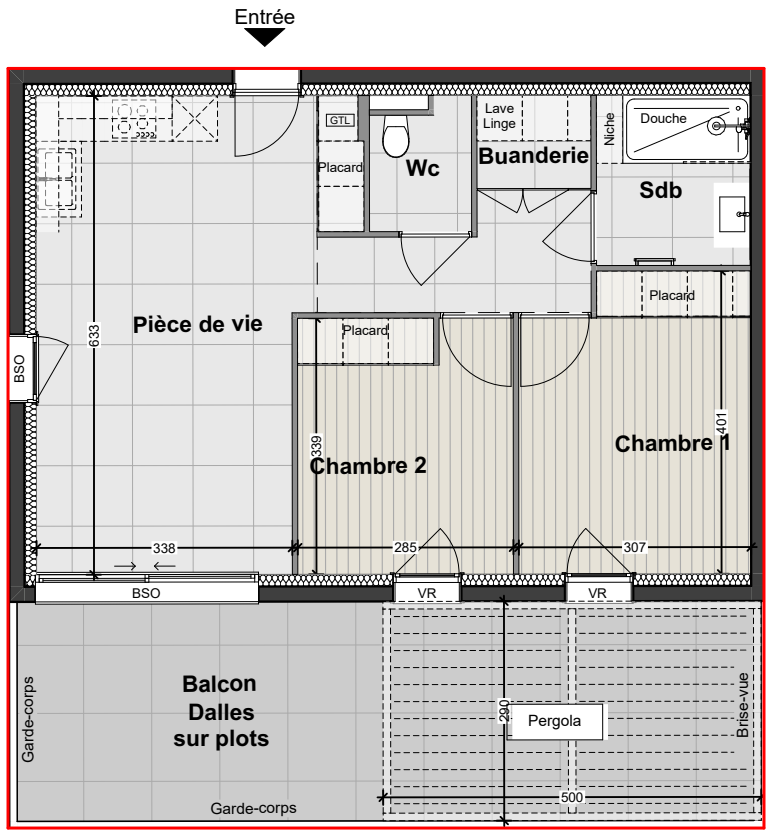 Entrée
GTL
Placard
Wc
Lave
Linge
Buanderie
Niche
Douche
Sdb
Placard
Pièce de vie
633
BSO
Placard
339
Chambre 2
401
Chambre 1
338
285
307
BSO
VR
VR
Garde-corps
Balcon
Dalles
sur plots
290
Pergola
Brise-vue
500
Garde-corps